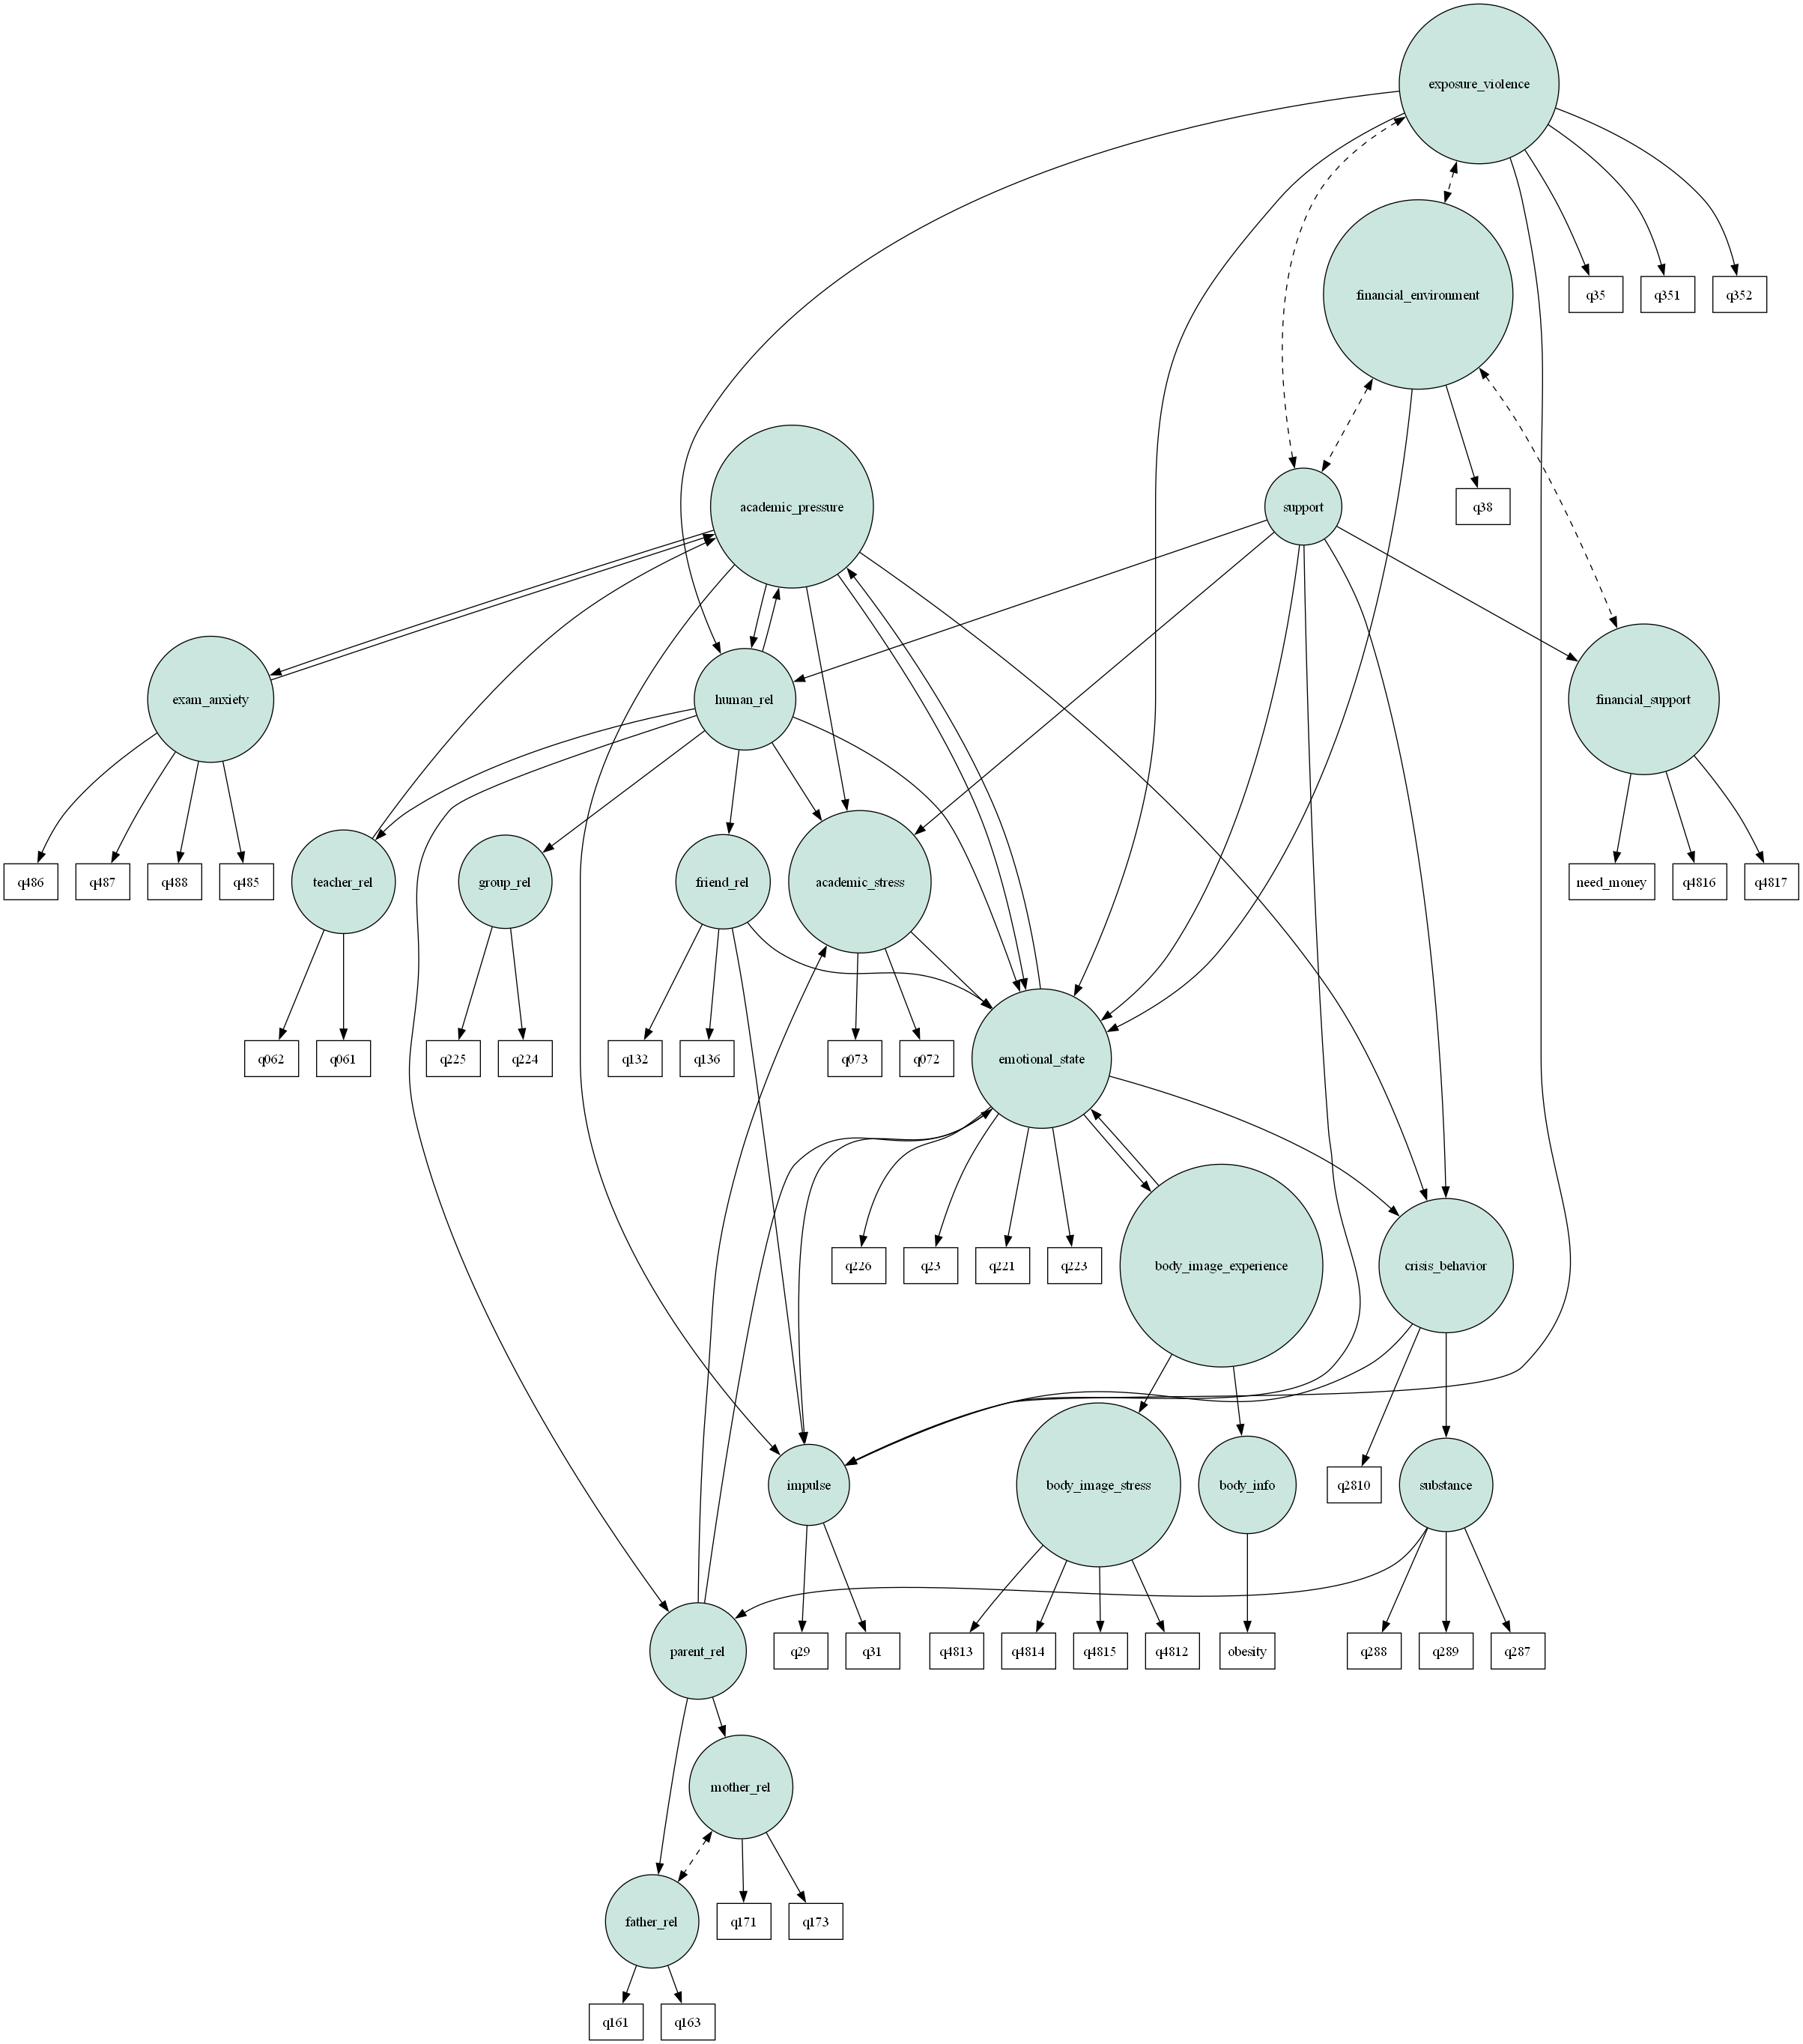 exposure_violence
financial_environment
q35
q351
q352
academic_pressure
support
q38
exam_anxiety
human_rel
financial_support
q486
q487
q488
q485
teacher_rel
group_rel
friend_rel
academic_stress
need_money
q4816
q4817
q062
q061
q225
q224
q132
q136
q073
q072
emotional_state
q226
q23
q221
q223
body_image_experience
crisis_behavior
impulse
body_image_stress
body_info
q2810
substance
parent_rel
q29
q31
q4813
q4814
q4815
q4812
obesity
q288
q289
q287
mother_rel
father_rel
q171
q173
q161
q163